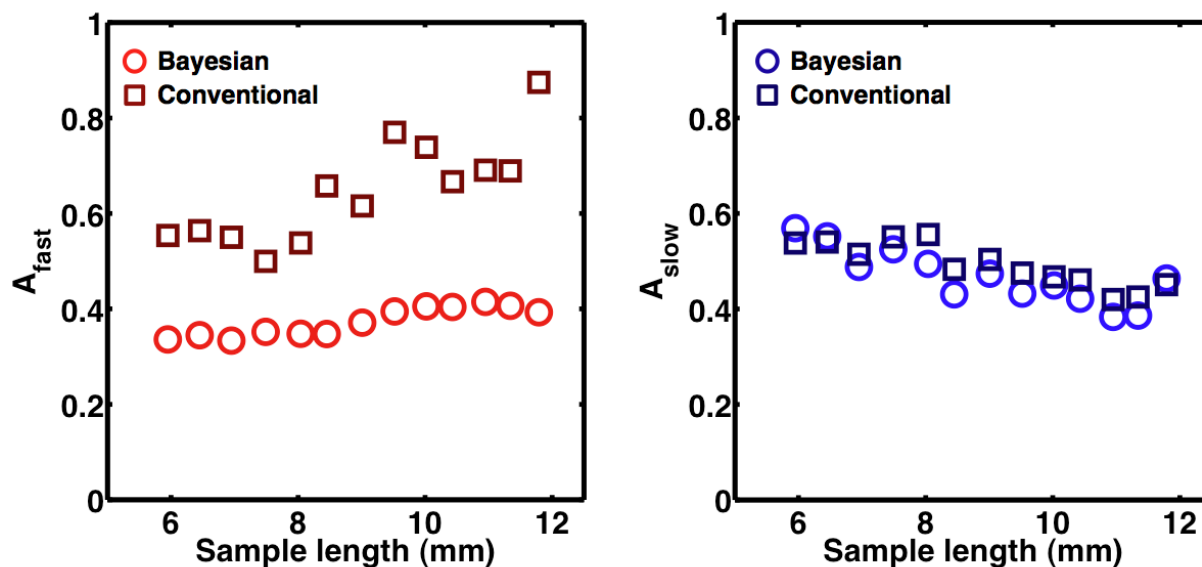 1
0.8
0.6
0.4
0.2
0
A_fast
Bayesian
Conventional
6 8 10 12
Sample length (mm)
1
0.8
0.6
0.4
0.2
0
A_slow
Bayesian
Conventional
6 8 10 12
Sample length (mm)